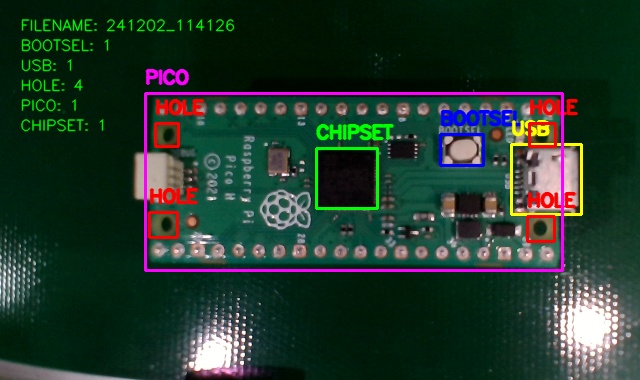 FILENAME: 241202_114126
BOOTSEL: 1
USB: 1
HOLE: 4
PICO: 1
CHIPSET: 1
PICO
HOLE
HOLE
BOOTSEL
USB
CHIPSET
BOOTSEL
HOLE
HOLE
Raspberry Pi
Pico H
©2020